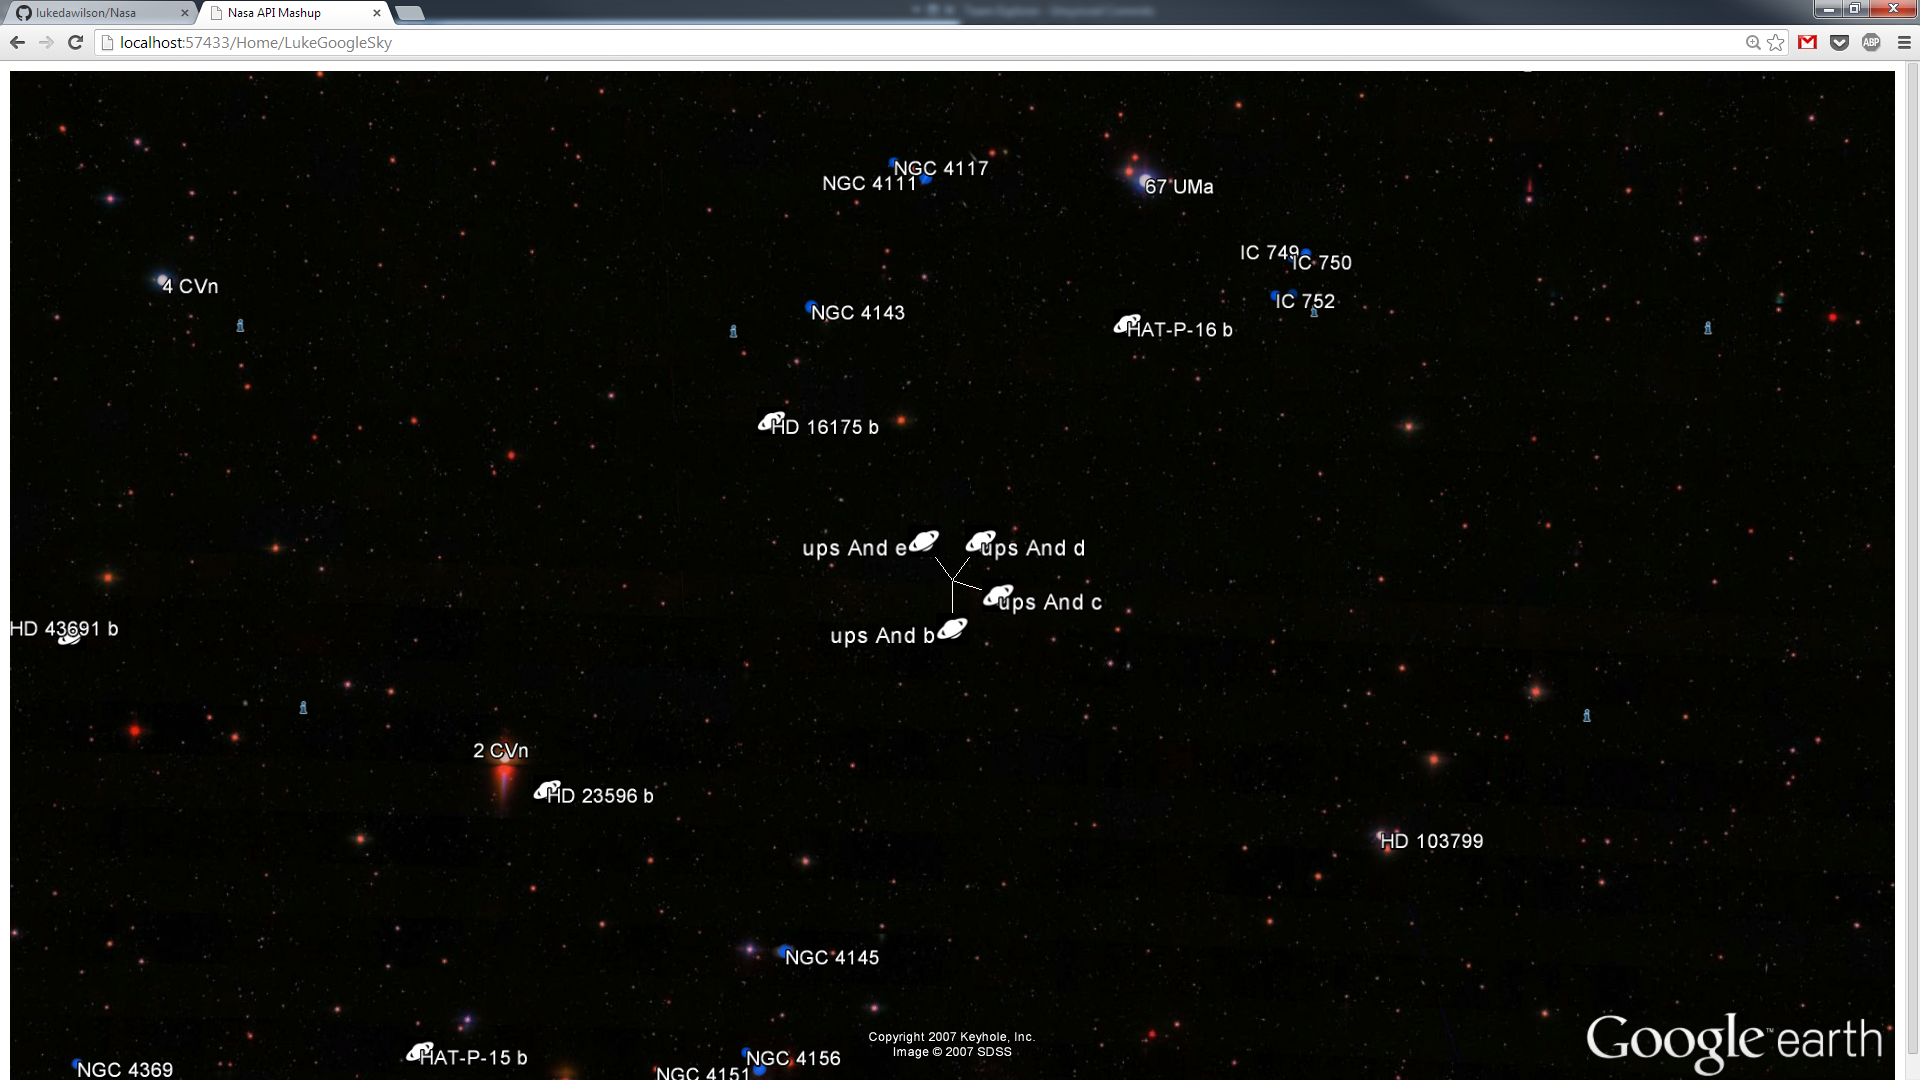 lukedawilson/Nasa
Nasa API Mashup
localhost:57433/Home/LukeGoogleSky
ABP
NGC 4117
NGC 4111
67 UMa
IC 749
IC 750
4 CVn
IC 752
NGC 4143
HAT-P-16 b
HD 16175 b
ups And e
ups And d
ups And c
HD 43691 b
ups And b
2 CVn
HD 23596 b
HD 103799
NGC 4145
Copyright 2007 Keyhole, Inc.
Image © 2007 SDSS
Google™ earth
HAT-P-15 b
NGC 4156
NGC 4369
NGC 4151